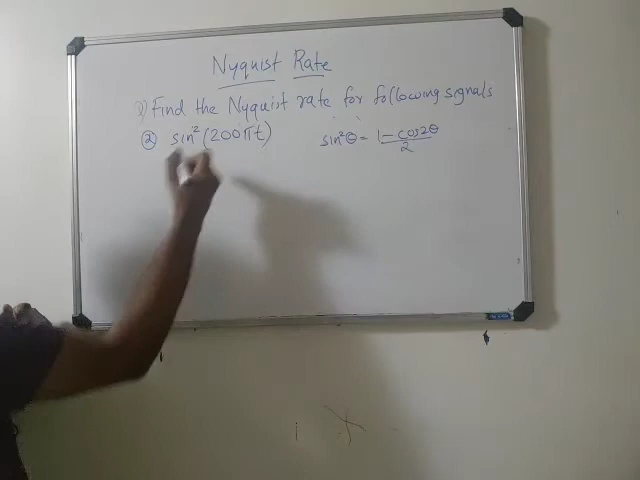 Nyquist Rate
1) Find the Nyquist rate for following signals
② sin²(200πt) sin²θ = 1-cos2θ / 2